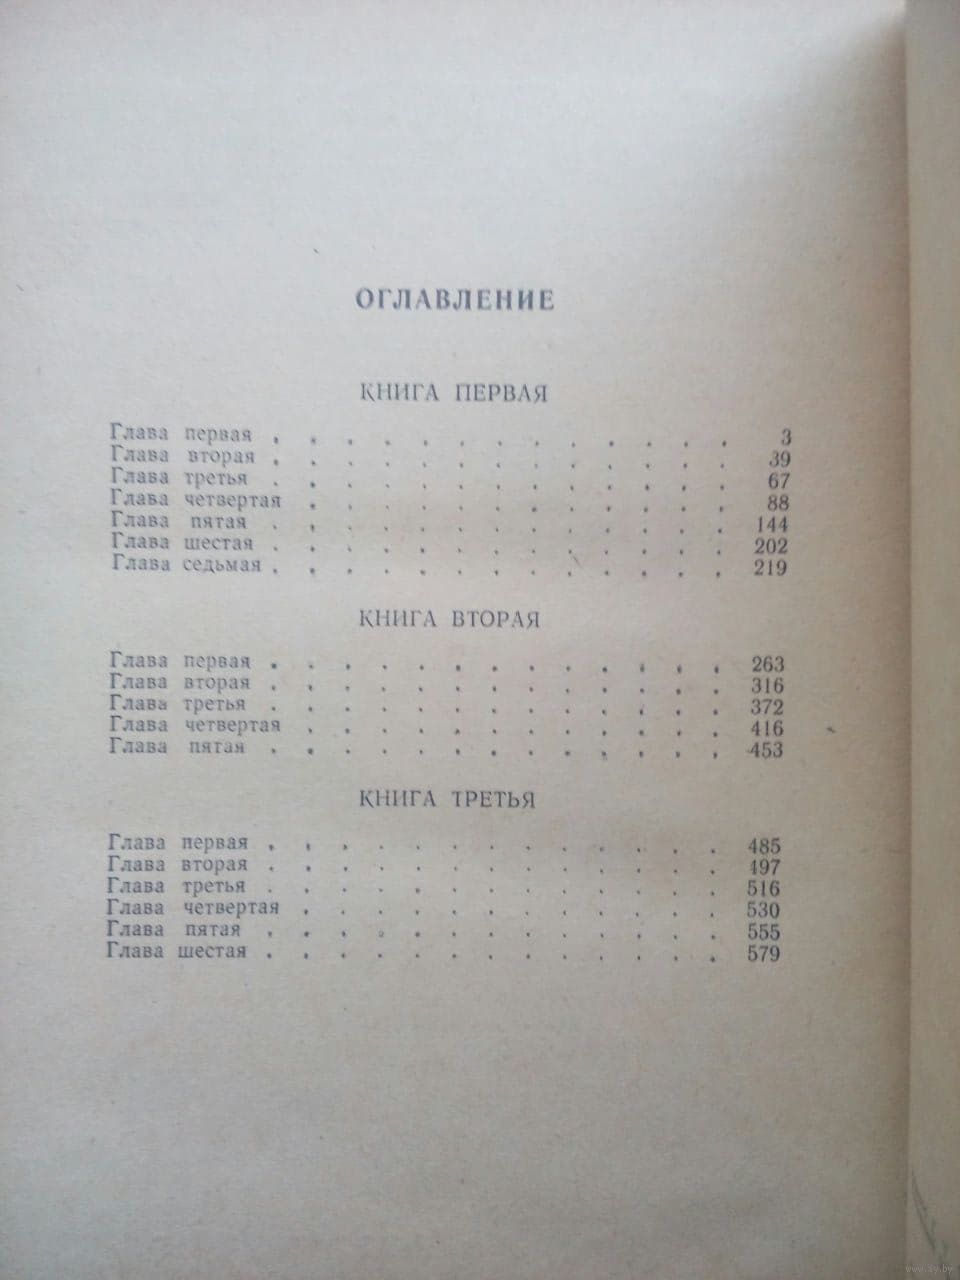 ОГЛАВЛЕНИЕ
КНИГА ПЕРВАЯ
Глава первая . . . . . . . . . . . . . 3
Глава вторая . . . . . . . . . . . . . 39
Глава третья . . . . . . . . . . . . . 67
Глава четвертая . . . . . . . . . . . . 88
Глава пятая . . . . . . . . . . . . . 144
Глава шестая . . . . . . . . . . . . . 202
Глава седьмая . . . . . . . . . . . . . 219
КНИГА ВТОРАЯ
Глава первая . . . . . . . . . . . . . 263
Глава вторая . . . . . . . . . . . . . 316
Глава третья . . . . . . . . . . . . . 372
Глава четвертая . . . . . . . . . . . . 416
Глава пятая . . . . . . . . . . . . . 453
КНИГА ТРЕТЬЯ
Глава первая . . . . . . . . . . . . . 485
Глава вторая . . . . . . . . . . . . . 497
Глава третья . . . . . . . . . . . . . 516
Глава четвертая . . . . . . . . . . . . 530
Глава пятая . . . . . . . . . . . . . 555
Глава шестая . . . . . . . . . . . . . 579
www.ay.by